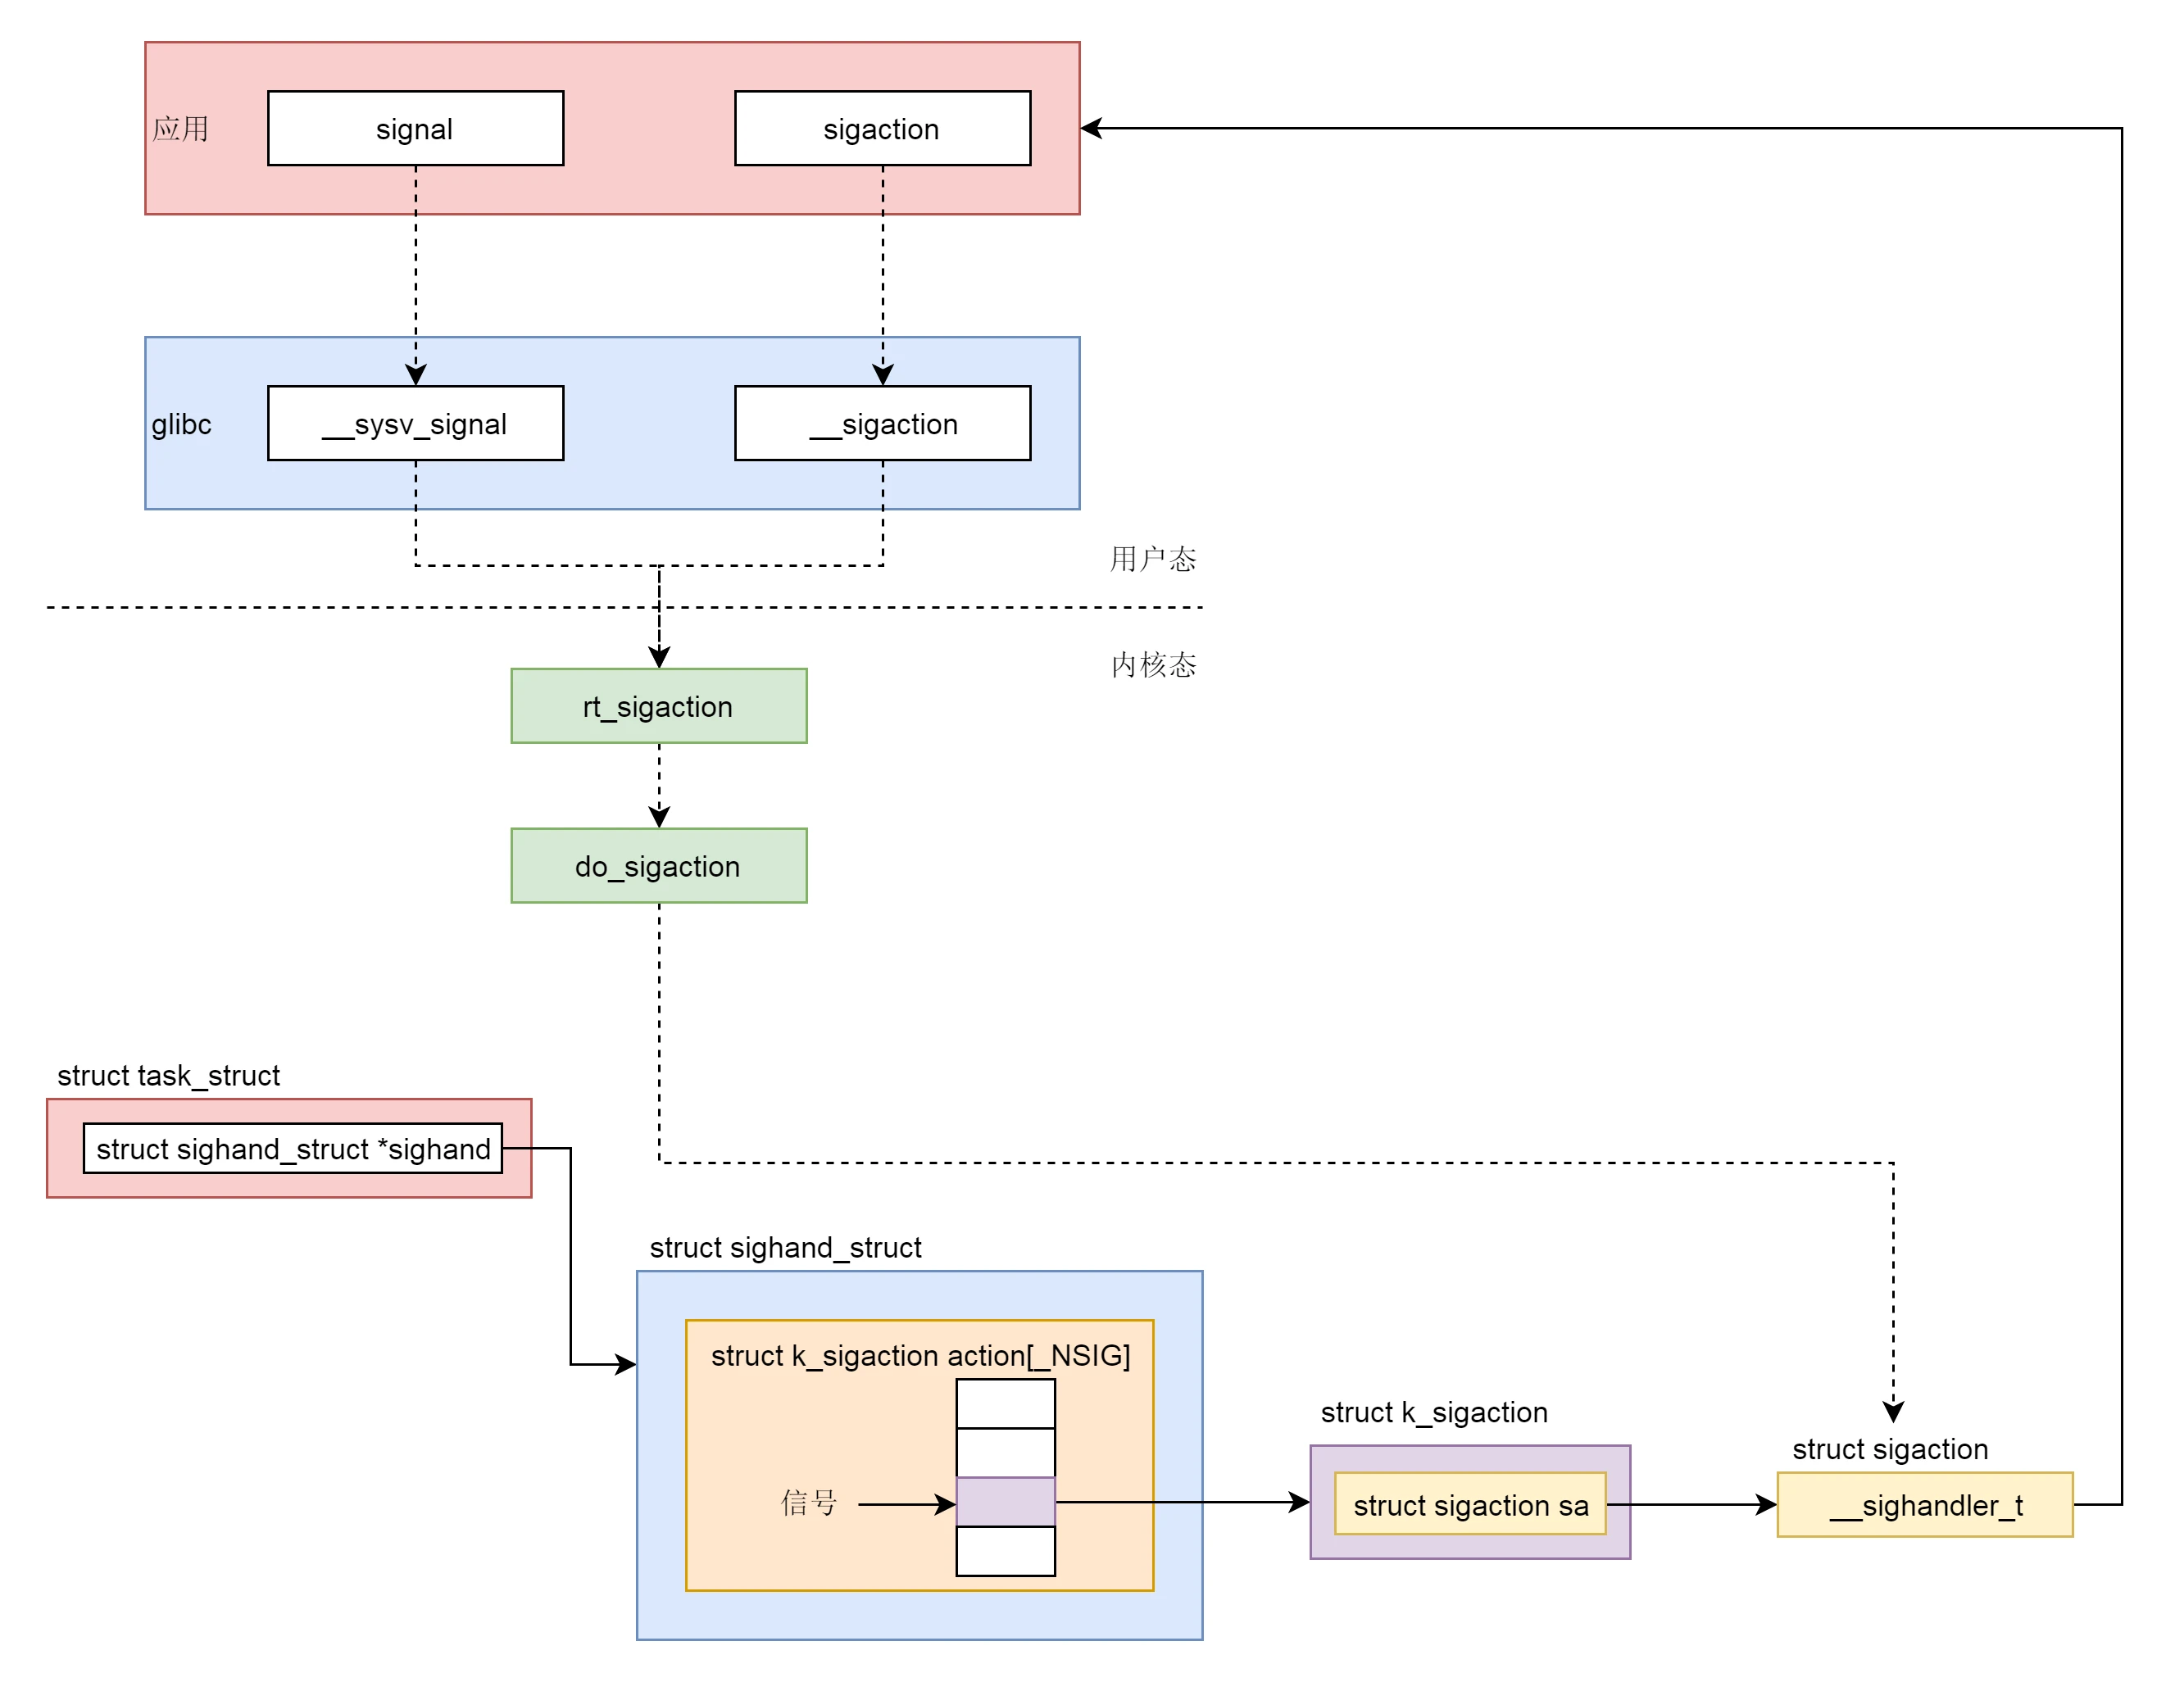 应用
signal
sigaction
glibc
__sysv_signal
__sigaction
用户态
内核态
rt_sigaction
do_sigaction
struct task_struct
struct sighand_struct *sighand
struct sighand_struct
struct k_sigaction action[_NSIG]
信号
struct k_sigaction
struct sigaction sa
struct sigaction
__sighandler_t